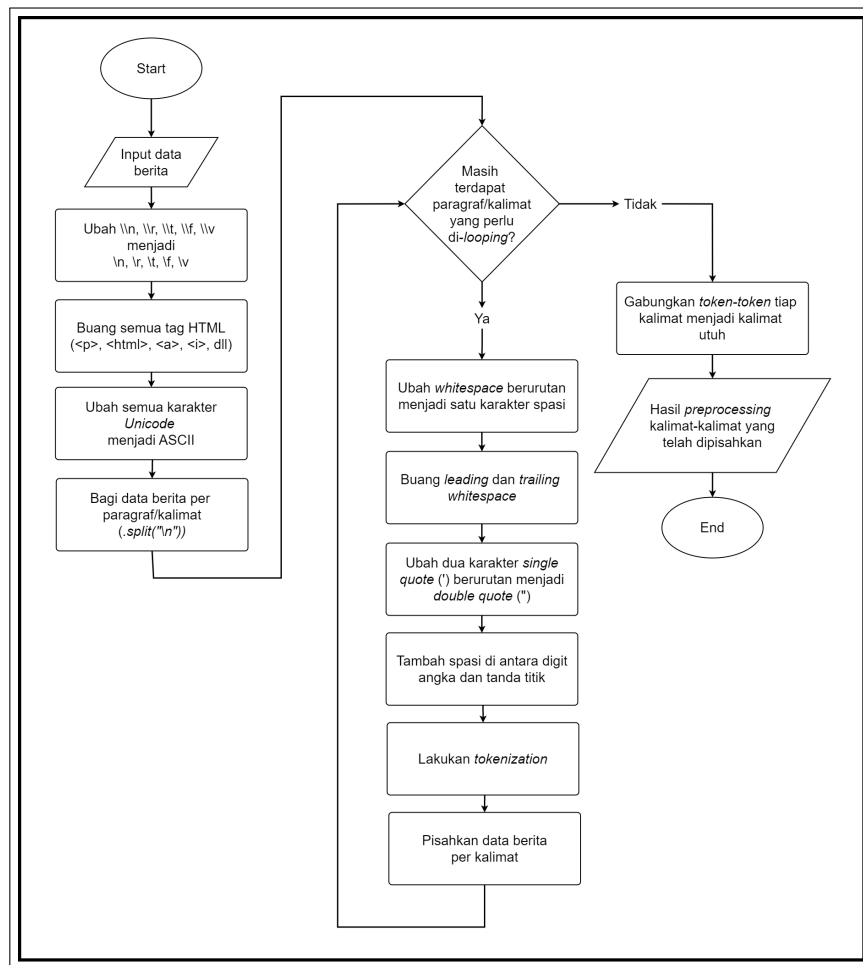 Start
Input data
berita
Ubah \\n, \\r, \\t, \\f, \\v
menjadi
\n, \r, \t, \f, \v
Buang semua tag HTML
(<p>, <html>, <a>, <i>, dll)
Ubah semua karakter
Unicode
menjadi ASCII
Bagi data berita per
paragraf/kalimat
(.split("\n"))
Masih
terdapat
paragraf/kalimat
yang perlu
di-looping?
Tidak
Ya
Ubah whitespace berurutan
menjadi satu karakter spasi
Buang leading dan trailing
whitespace
Ubah dua karakter single
quote (') berurutan menjadi
double quote (")
Tambah spasi di antara digit
angka dan tanda titik
Lakukan tokenization
Pisahkan data berita
per kalimat
Gabungkan token-token tiap
kalimat menjadi kalimat
utuh
Hasil preprocessing
kalimat-kalimat yang
telah dipisahkan
End